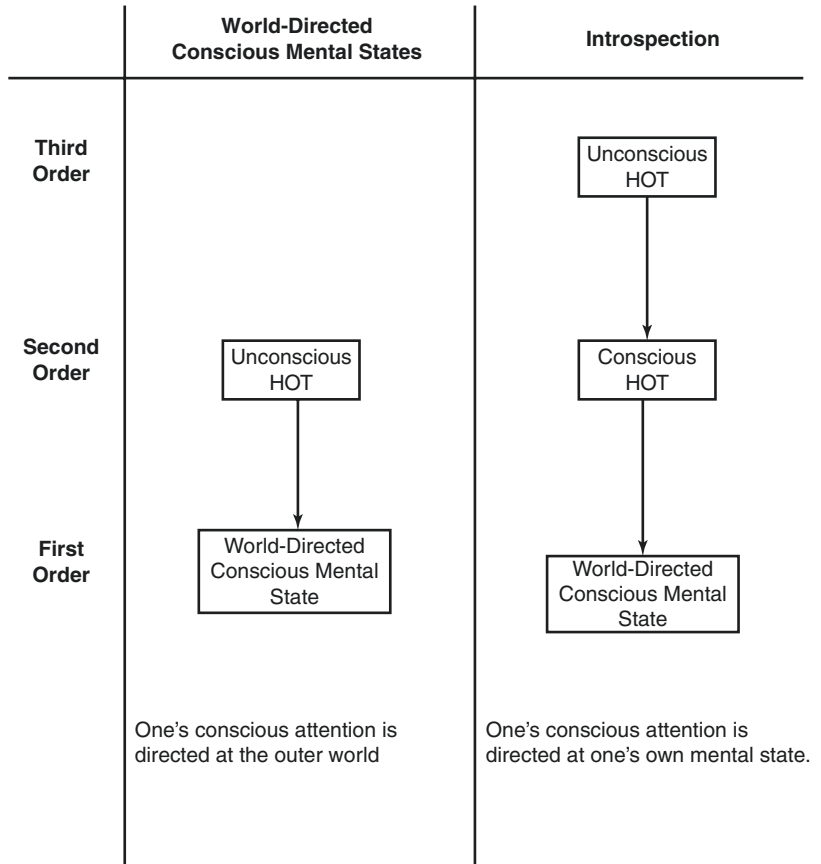 World-Directed
Conscious Mental States
Introspection
Third
Order
Unconscious
HOT
Second
Order
Unconscious
HOT
Conscious
HOT
First
Order
World-Directed
Conscious Mental
State
World-Directed
Conscious Mental
State
One's conscious attention is
directed at the outer world
One's conscious attention is
directed at one's own mental state.